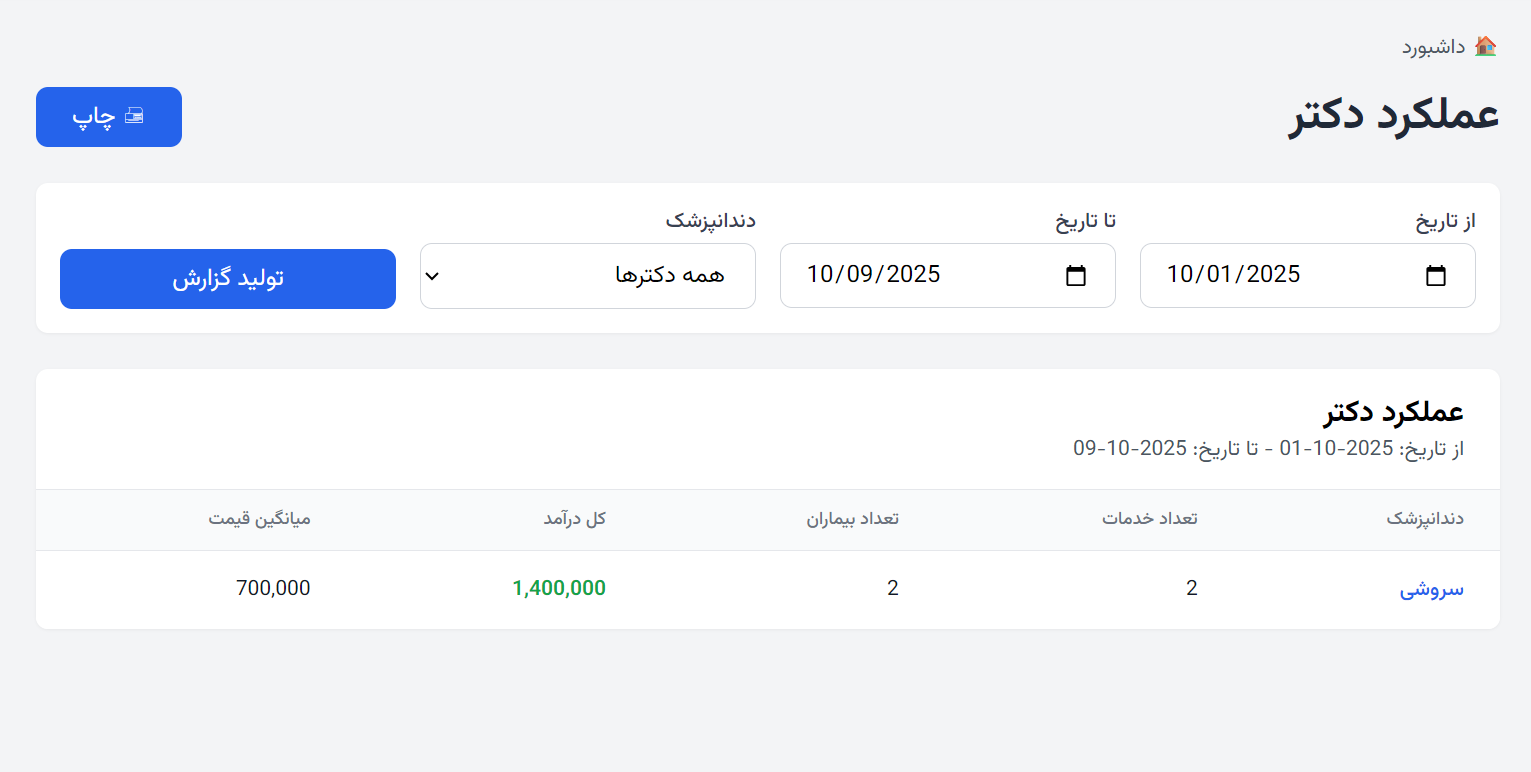 🏠 داشبورد
عملکرد دکتر
چاپ
از تاریخ
تا تاریخ
دندانپزشک
10/01/2025
10/09/2025
همه دکترها
تولید گزارش
عملکرد دکتر
از تاریخ: 2025-10-01 - تا تاریخ: 2025-10-09
دندانپزشک تعداد خدمات تعداد بیماران کل درآمد میانگین قیمت
سروشی 2 2 1,400,000 700,000